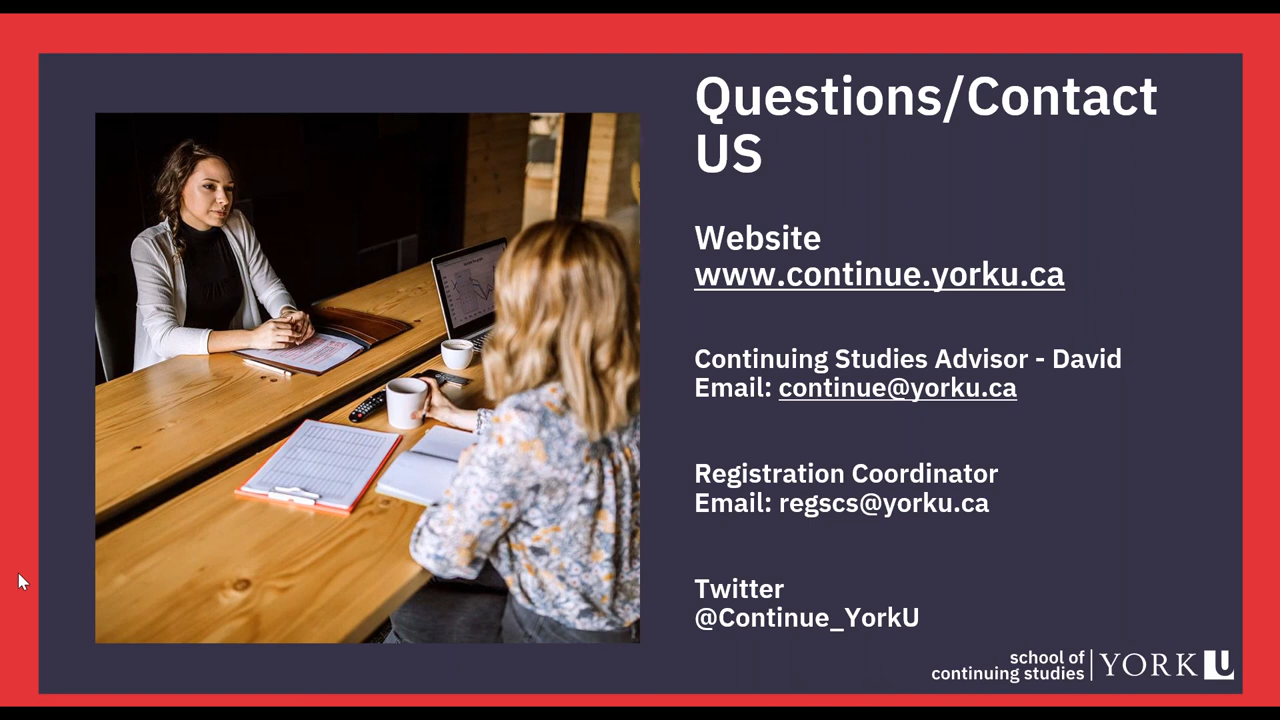 Questions/Contact
US
Website
www.continue.yorku.ca
Continuing Studies Advisor - David
Email: continue@yorku.ca
Registration Coordinator
Email: regscs@yorku.ca
Twitter
@Continue_YorkU
school of
continuing studies
YORK U